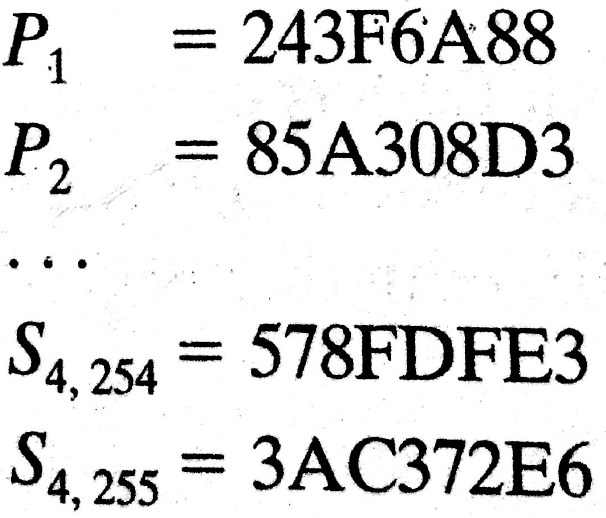 P₁ = 243F6A88
P₂ = 85A308D3
. . .
S₄, ₂₅₄ = 578FDFE3
S₄, ₂₅₅ = 3AC372E6